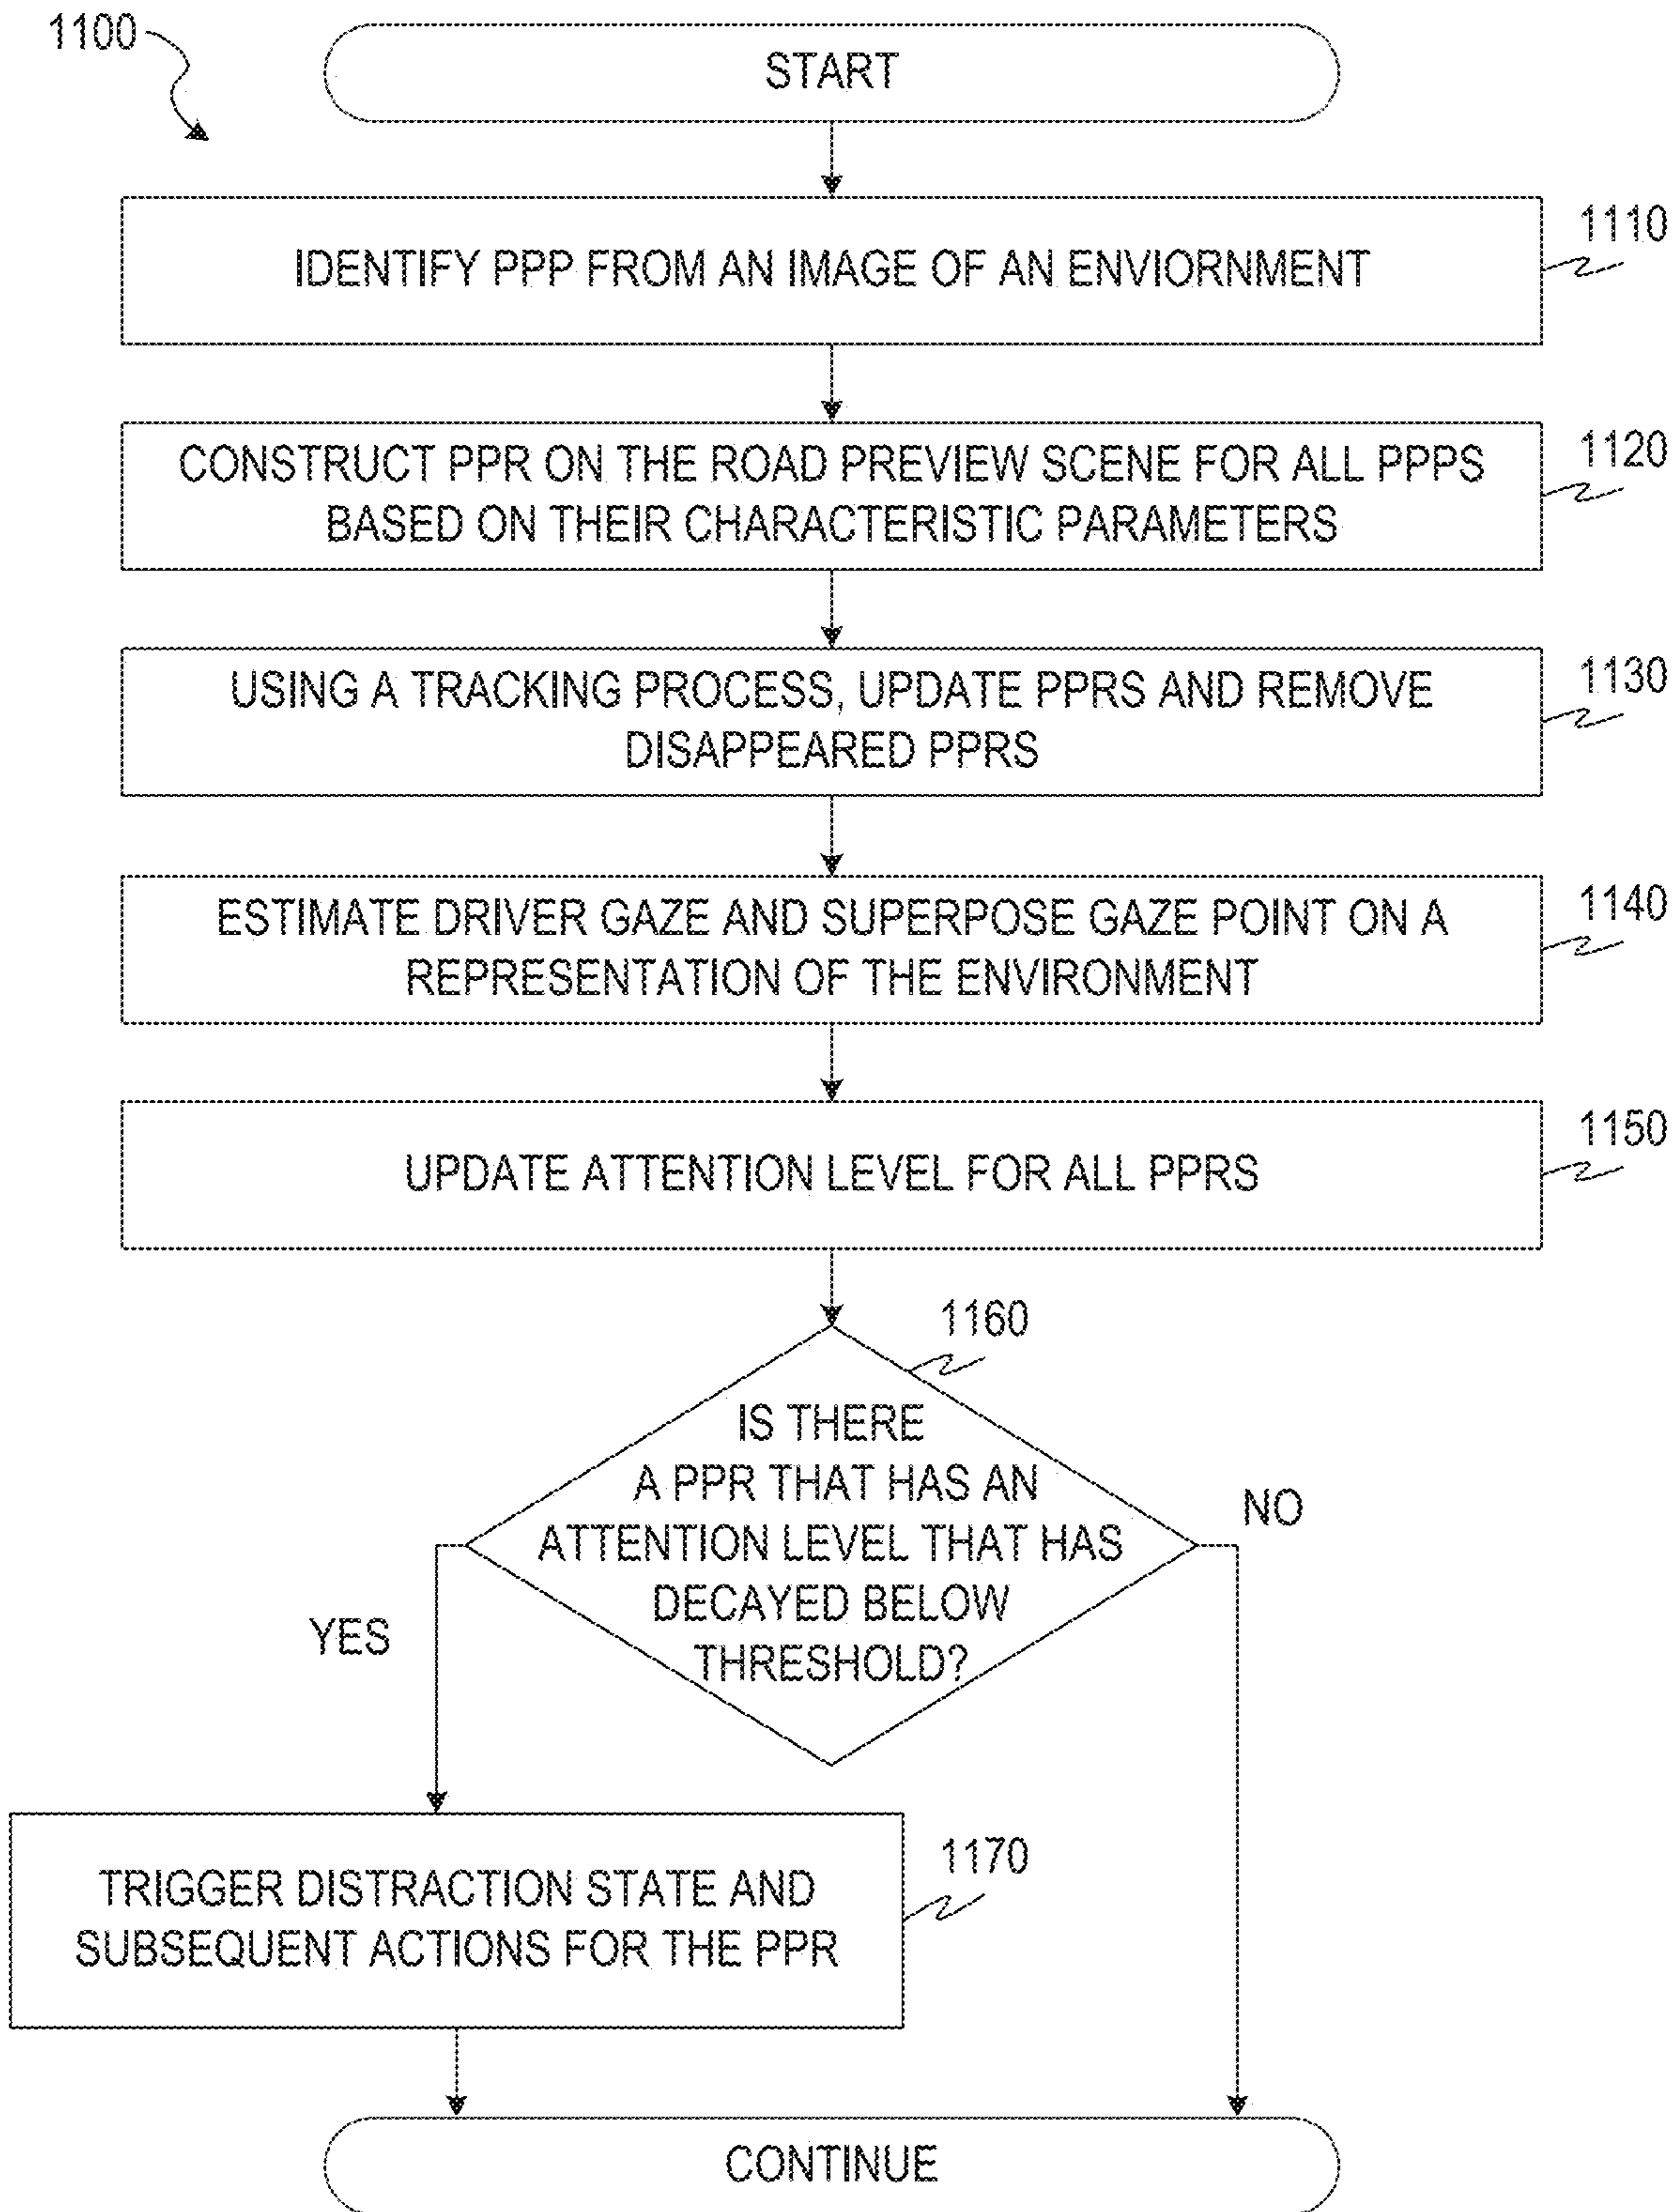 1100
START
IDENTIFY PPP FROM AN IMAGE OF AN ENVIORNMENT
1110
CONSTRUCT PPR ON THE ROAD PREVIEW SCENE FOR ALL PPPS
BASED ON THEIR CHARACTERISTIC PARAMETERS
1120
USING A TRACKING PROCESS, UPDATE PPRS AND REMOVE
DISAPPEARED PPRS
1130
ESTIMATE DRIVER GAZE AND SUPERPOSE GAZE POINT ON A
REPRESENTATION OF THE ENVIRONMENT
1140
UPDATE ATTENTION LEVEL FOR ALL PPRS
1150
1160
IS THERE
A PPR THAT HAS AN
ATTENTION LEVEL THAT HAS
DECAYED BELOW
THRESHOLD?
NO
YES
TRIGGER DISTRACTION STATE AND
SUBSEQUENT ACTIONS FOR THE PPR
1170
CONTINUE